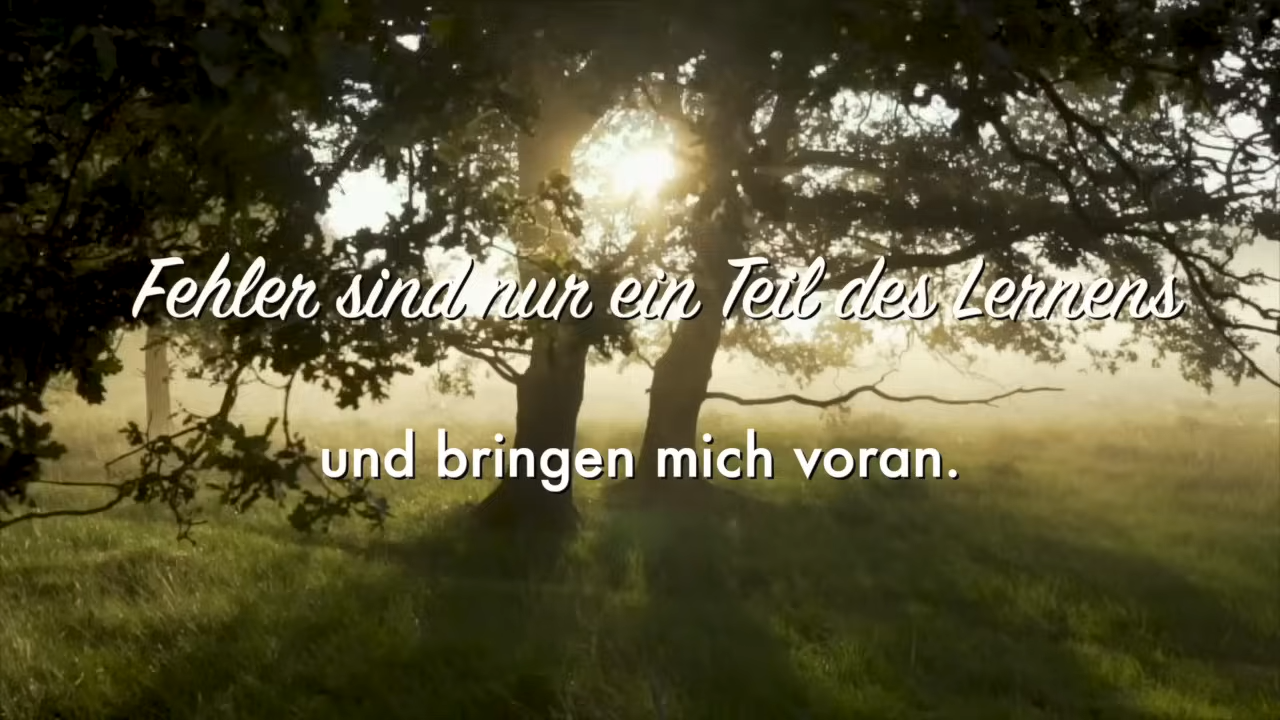 Fehler sind nur ein Teil des Lernens
und bringen mich voran.